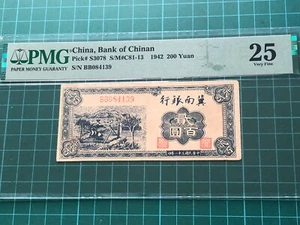 PMG
PAPER MONEY GUARANTY
China, Bank of Chinan
Pick# S3078 S/M#C81-13 1942 200 Yuan
S/N BB084139
25
Very Fine
BB084139
冀南銀行
貳百圓